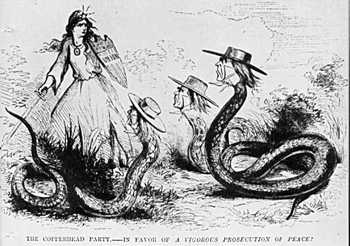 THE COPPERHEAD PARTY.—IN FAVOR OF A VIGOROUS PROSECUTION OF PEACE!